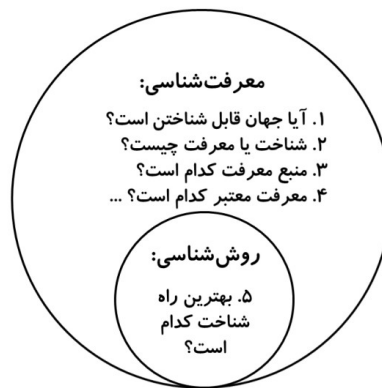 معرفت‌شناسی:
۱. آیا جهان قابل شناختن است؟
۲. شناخت یا معرفت چیست؟
۳. منبع معرفت کدام است؟
۴. معرفت معتبر کدام است؟ ...
روش‌شناسی:
۵. بهترین راه
شناخت کدام
است؟